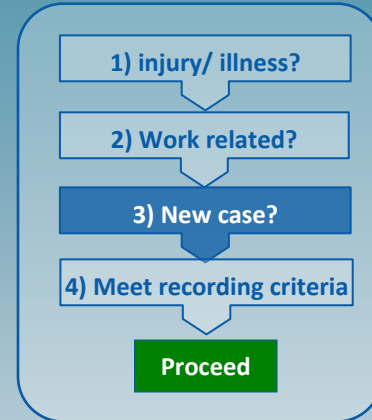 1) injury/ illness?
2) Work related?
3) New case?
4) Meet recording criteria
Proceed